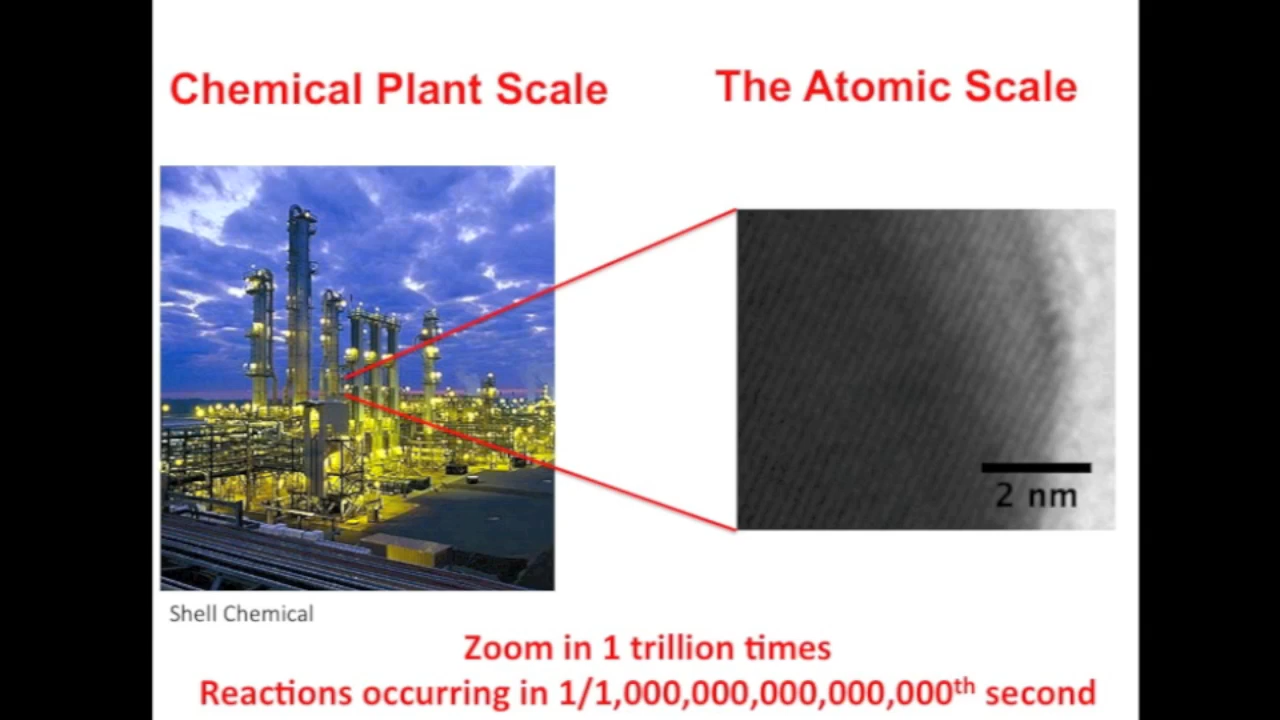 Chemical Plant Scale
The Atomic Scale
2 nm
Shell Chemical
Zoom in 1 trillion times
Reactions occurring in 1/1,000,000,000,000,000th second